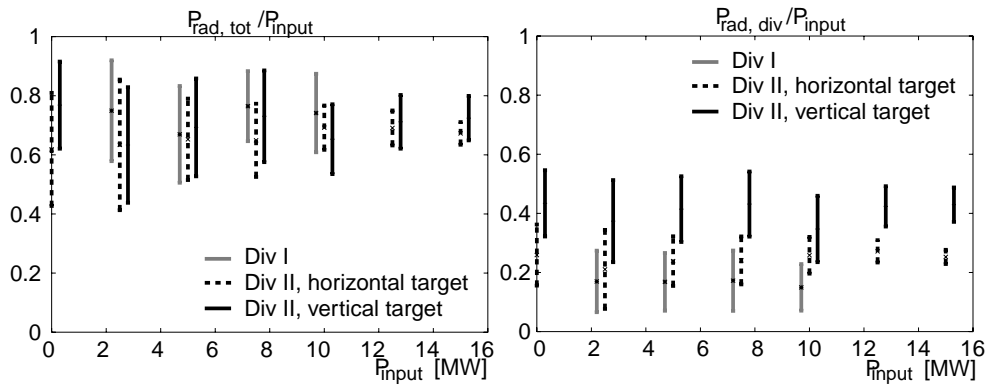 P_rad, tot /P_input
1
0.8
0.6
0.4
0.2
0
Div I
Div II, horizontal target
Div II, vertical target
0 2 4 6 8 10 12 14 16
P_input [MW]
P_rad, div /P_input
1
0.8
0.6
0.4
0.2
0
Div I
Div II, horizontal target
Div II, vertical target
0 2 4 6 8 10 12 14 16
P_input [MW]